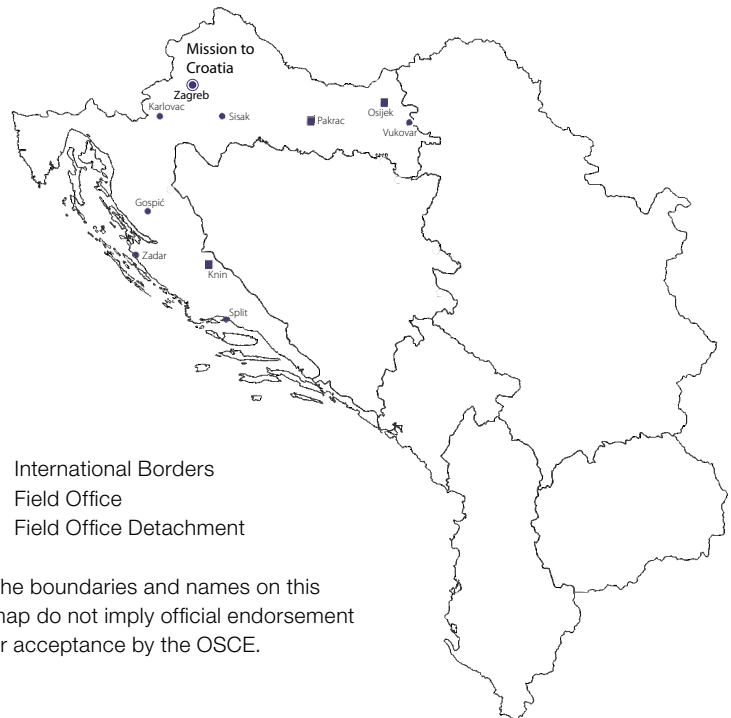 Mission to
Croatia
Zagreb
Karlovac
Sisak
Pakrac
Osijek
Vukovar
Gospić
Zadar
Knin
Split
International Borders
Field Office
Field Office Detachment
he boundaries and names on this
map do not imply official endorsement
r acceptance by the OSCE.